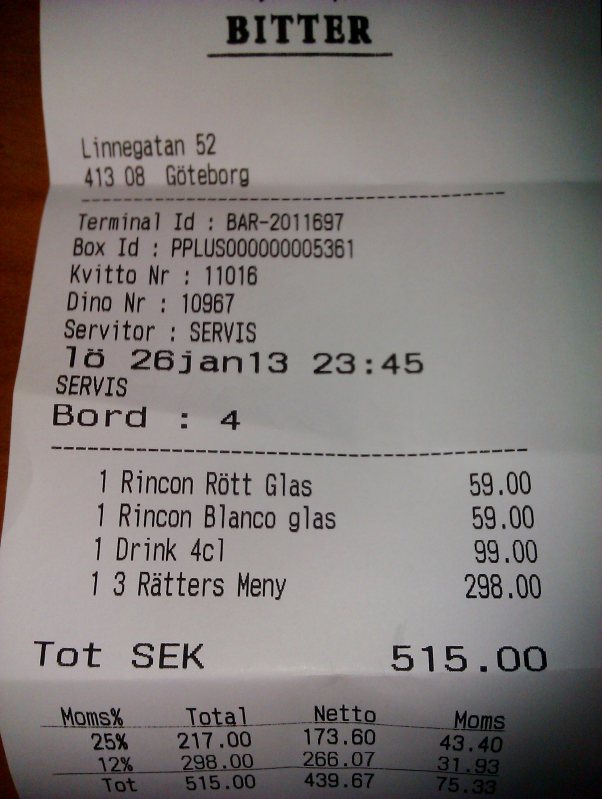 BITTER
Linnegatan 52
413 08 Göteborg
Terminal Id : BAR-2011697
Box Id : PPLUS000000005361
Kvitto Nr : 11016
Dino Nr : 10967
Servitor : SERVIS
lö 26jan13 23:45
SERVIS
Bord : 4
1 Rincon Rött Glas 59.00
1 Rincon Blanco glas 59.00
1 Drink 4cl 99.00
1 3 Rätters Meny 298.00
Tot SEK 515.00
Moms% Total Netto Moms
25% 217.00 173.60 43.40
12% 298.00 266.07 31.93
Tot 515.00 439.67 75.33